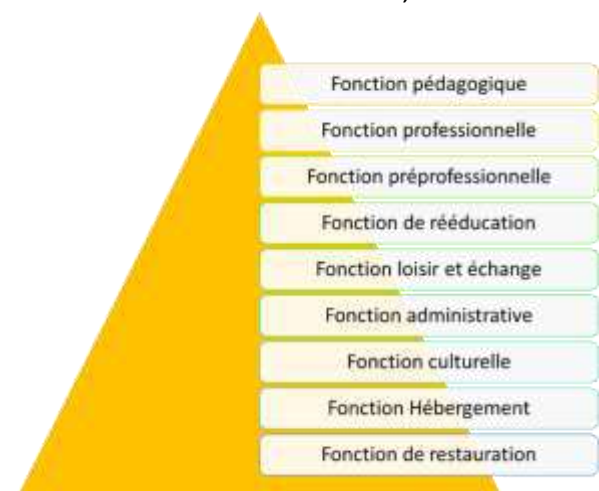 Fonction pédagogique
Fonction professionnelle
Fonction préprofessionnelle
Fonction de rééducation
Fonction loisir et échange
Fonction administrative
Fonction culturelle
Fonction Hébergement
Fonction de restauration